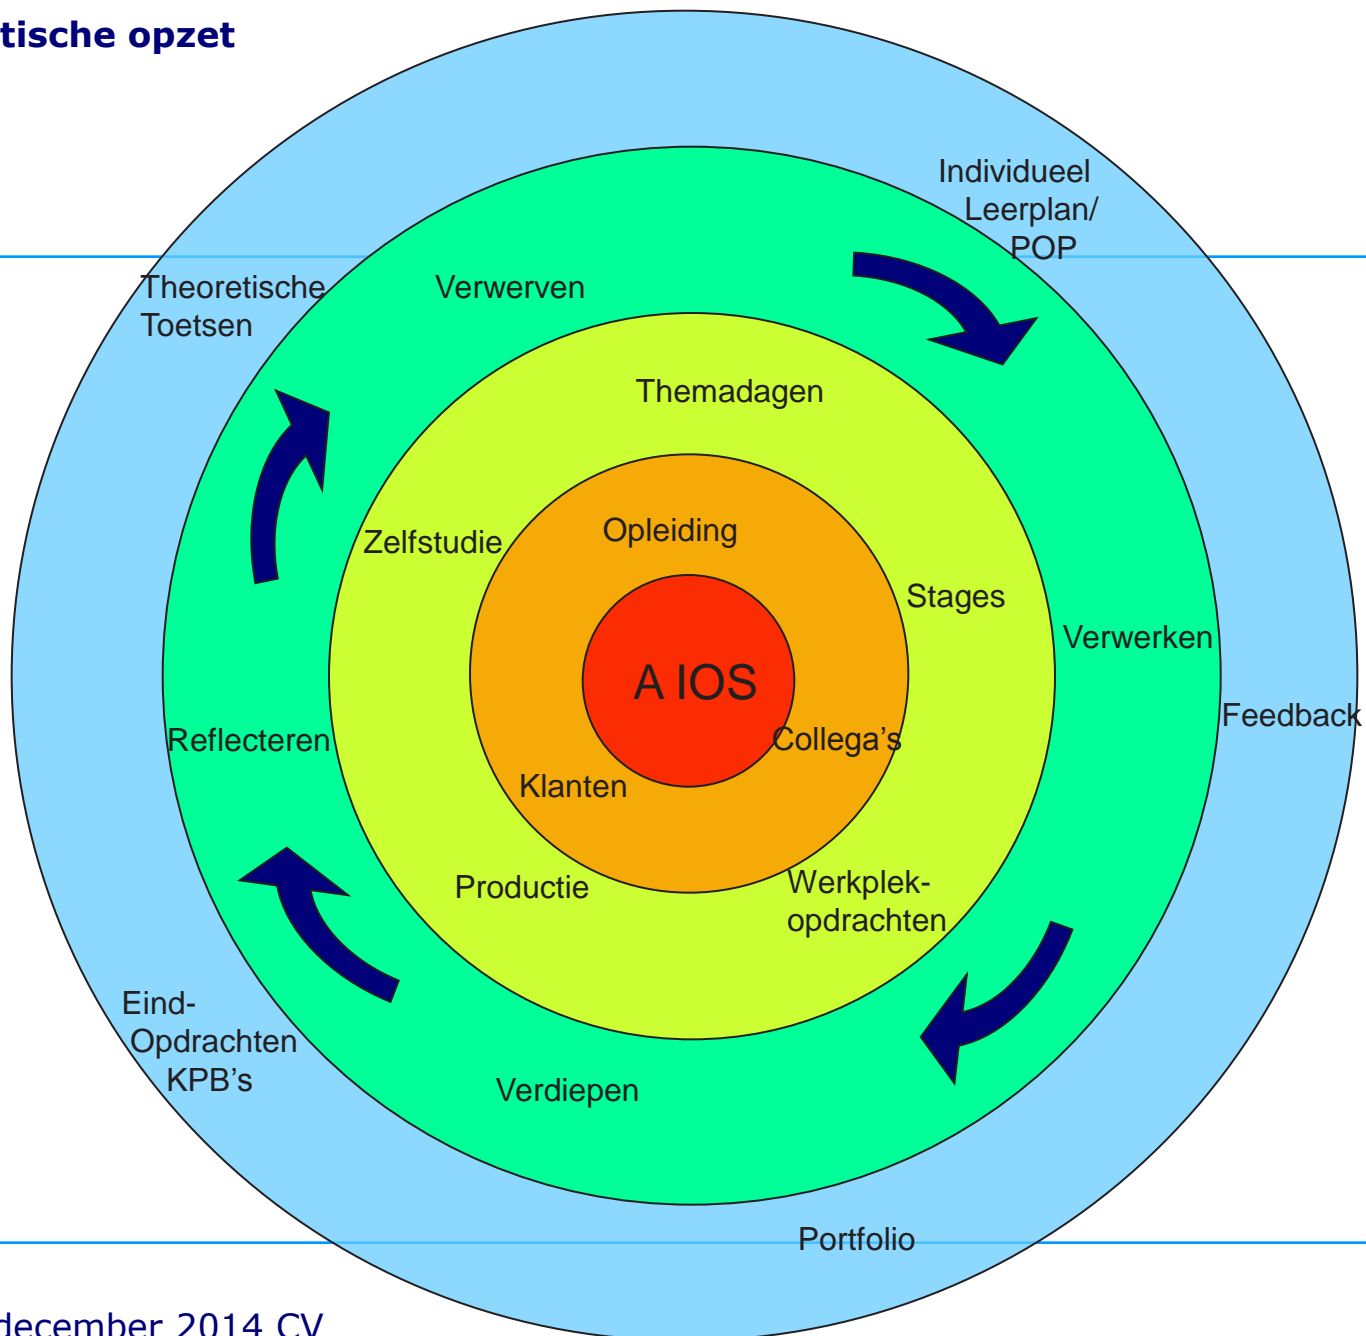 tische opzet
Individueel
Leerplan/
POP
Theoretische
Toetsen
Verwerven
Themadagen
Opleiding
Zelfstudie
Stages
Verwerken
A IOS
Feedback
Reflecteren
Collega's
Klanten
Productie
Werkplek-
opdrachten
Eind-
Opdrachten
KPB's
Verdiepen
Portfolio
december 2014 CV